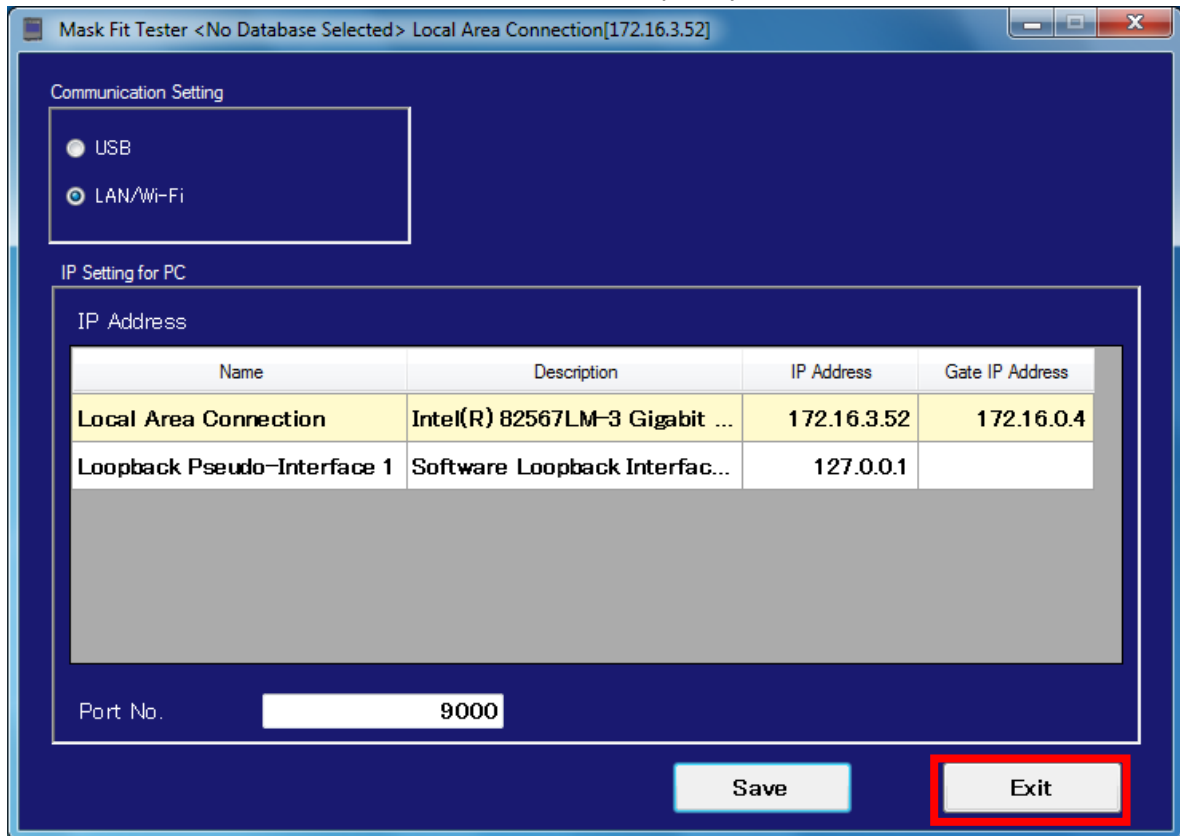 Mask Fit Tester <No Database Selected> Local Area Connection[172.16.3.52]
Communication Setting
USB
LAN/Wi-Fi
IP Setting for PC
IP Address
Name Description IP Address Gate IP Address
Local Area Connection Intel(R) 82567LM-3 Gigabit ... 172.16.3.52 172.16.0.4
Loopback Pseudo-Interface 1 Software Loopback Interfac... 127.0.0.1
Port No. 9000
Save Exit